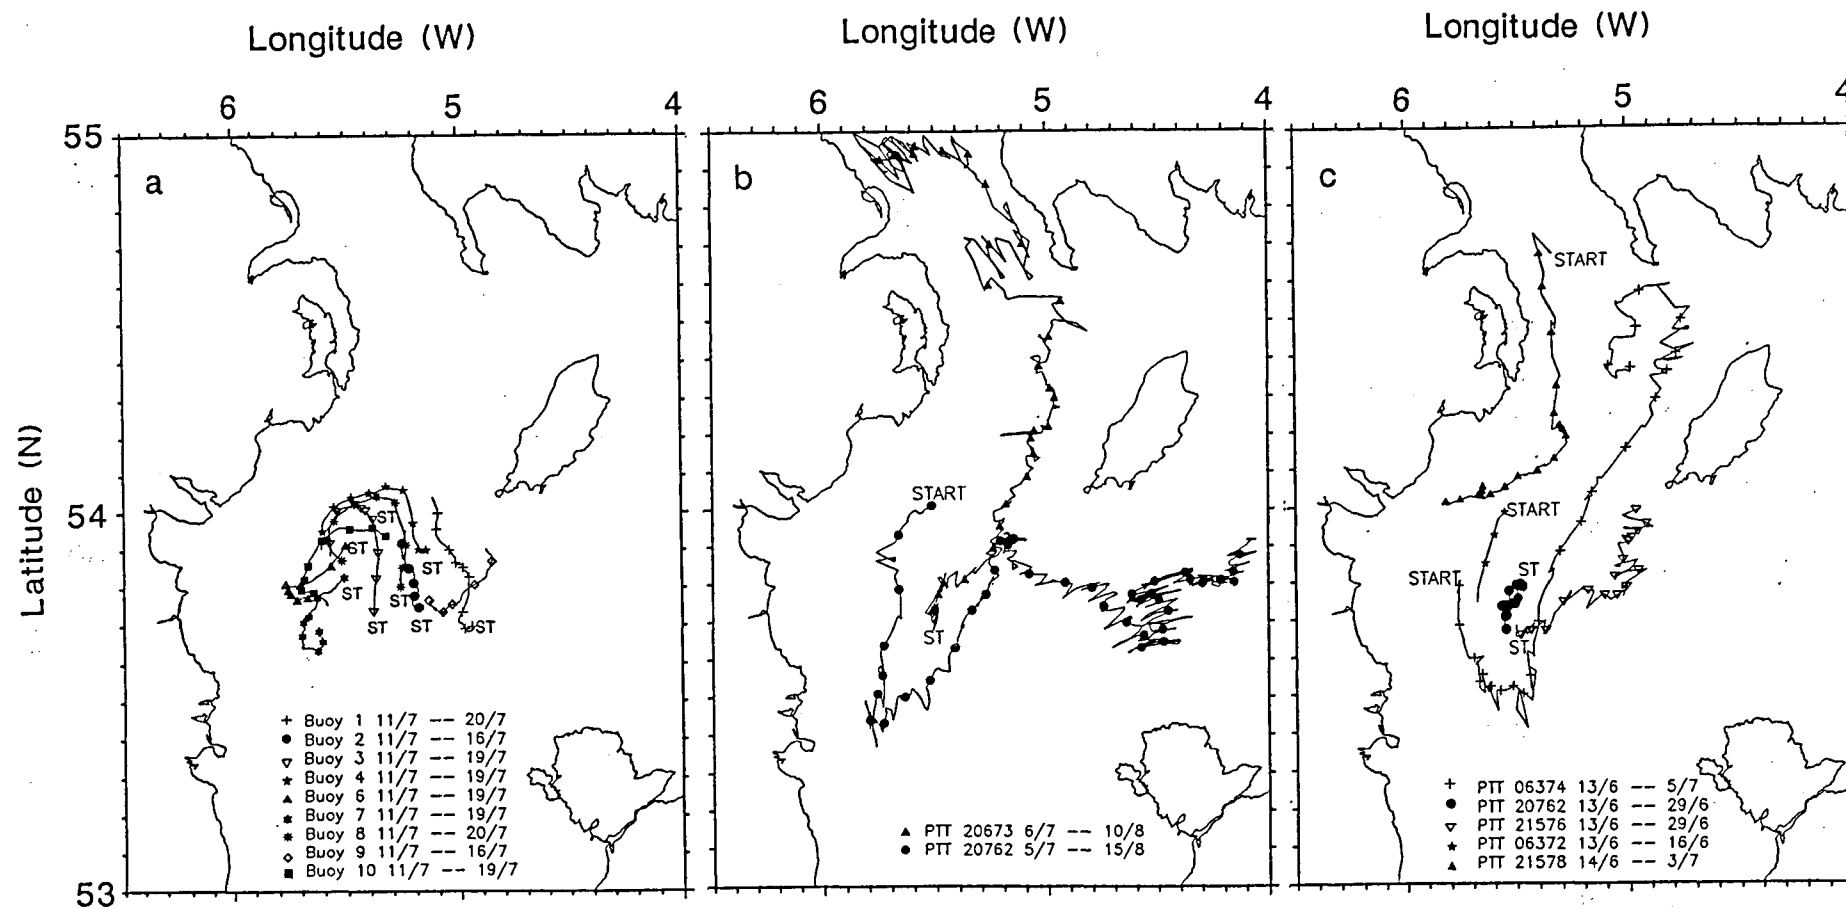 Longitude (W)
6 5 4
55
54
53
Latitude (N)
a
ST
ST
ST
ST
ST
ST
ST
ST
+ Buoy 1 11/7 -- 20/7
● Buoy 2 11/7 -- 16/7
▽ Buoy 3 11/7 -- 19/7
★ Buoy 4 11/7 -- 19/7
▲ Buoy 6 11/7 -- 19/7
✱ Buoy 7 11/7 -- 19/7
✱ Buoy 8 11/7 -- 20/7
◇ Buoy 9 11/7 -- 16/7
■ Buoy 10 11/7 -- 19/7
Longitude (W)
6 5 4
b
START
ST
▲ PTT 20673 6/7 -- 10/8
● PTT 20762 5/7 -- 15/8
Longitude (W)
6 5 4
c
START
START
START
ST
ST
+ PTT 06374 13/6 -- 5/7
● PTT 20762 13/6 -- 29/6
▽ PTT 21576 13/6 -- 29/6
★ PTT 06372 13/6 -- 16/6
▲ PTT 21578 14/6 -- 3/7